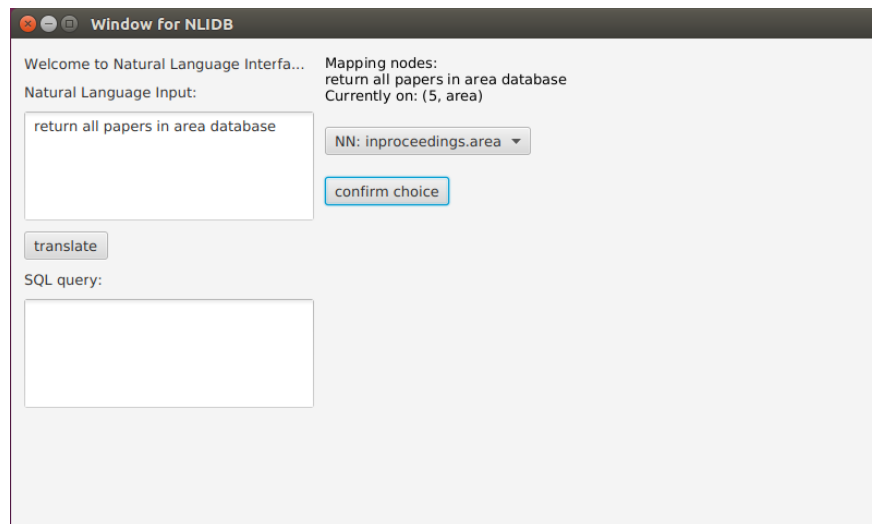 Window for NLIDB
Welcome to Natural Language Interfa...
Natural Language Input:
return all papers in area database
translate
SQL query:
Mapping nodes:
return all papers in area database
Currently on: (5, area)
NN: inproceedings.area
confirm choice